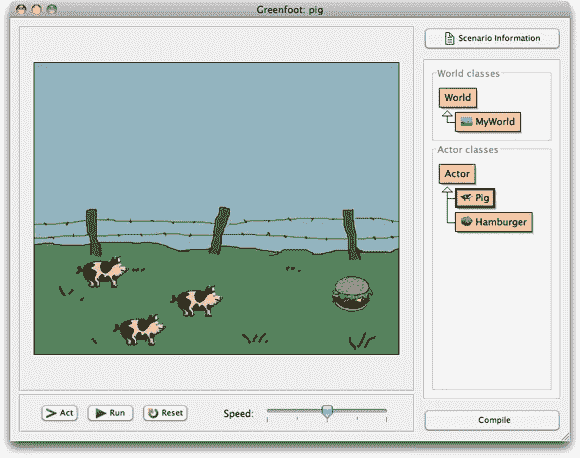 Greenfoot: pig
Scenario Information
World classes
World
MyWorld
Actor classes
Actor
Pig
Hamburger
Act
Run
Reset
Speed:
Compile